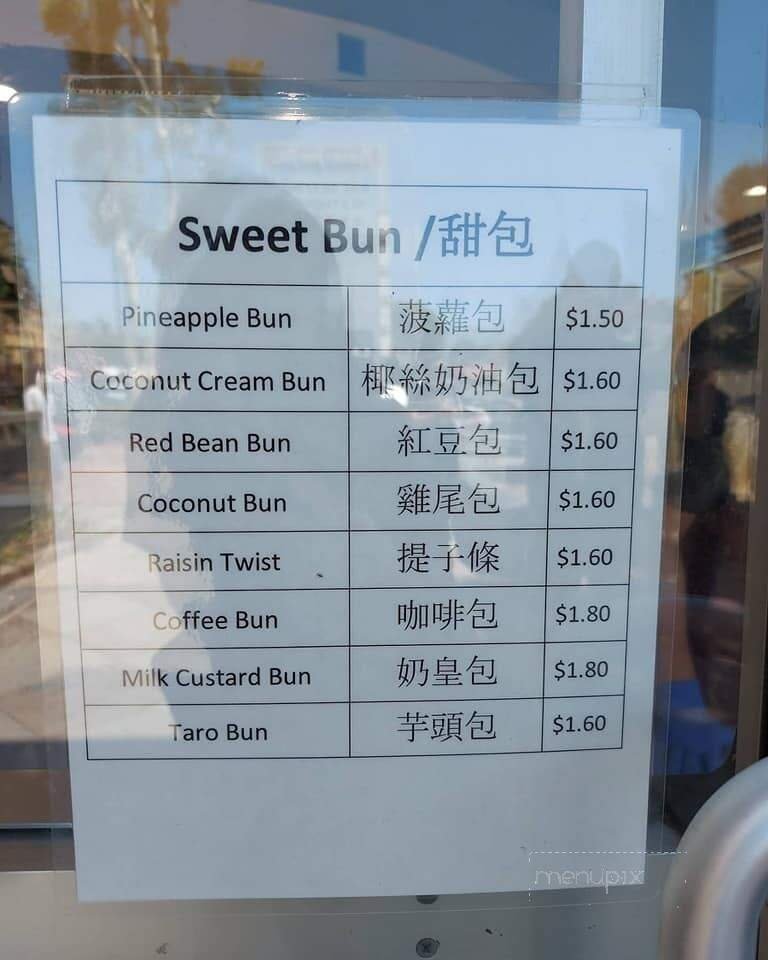 Sweet Bun /甜包
Pineapple Bun 菠蘿包 $1.50
Coconut Cream Bun 椰絲奶油包 $1.60
Red Bean Bun 紅豆包 $1.60
Coconut Bun 雞尾包 $1.60
Raisin Twist 提子條 $1.60
Coffee Bun 咖啡包 $1.80
Milk Custard Bun 奶皇包 $1.80
Taro Bun 芋頭包 $1.60
menupix